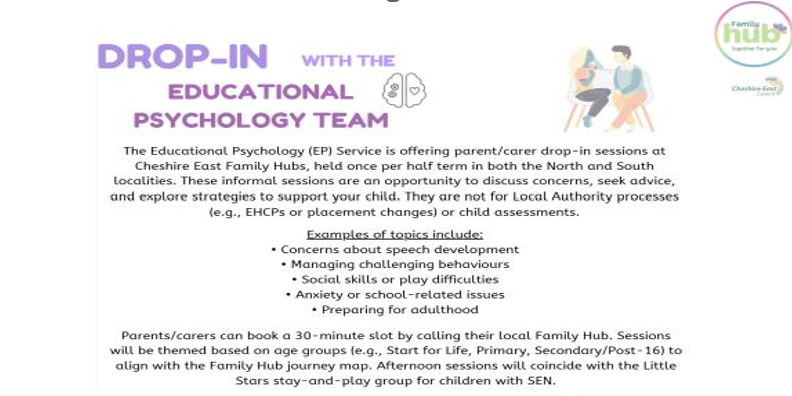 Family
hub
together for you
Cheshire East
Council
DROP-IN WITH THE
EDUCATIONAL
PSYCHOLOGY TEAM
The Educational Psychology (EP) Service is offering parent/carer drop-in sessions at
Cheshire East Family Hubs, held once per half term in both the North and South
localities. These informal sessions are an opportunity to discuss concerns, seek advice,
and explore strategies to support your child. They are not for Local Authority processes
(e.g., EHCPs or placement changes) or child assessments.
Examples of topics include:
• Concerns about speech development
• Managing challenging behaviours
• Social skills or play difficulties
• Anxiety or school-related issues
• Preparing for adulthood
Parents/carers can book a 30-minute slot by calling their local Family Hub. Sessions
will be themed based on age groups (e.g., Start for Life, Primary, Secondary/Post-16) to
align with the Family Hub journey map. Afternoon sessions will coincide with the Little
Stars stay-and-play group for children with SEN.